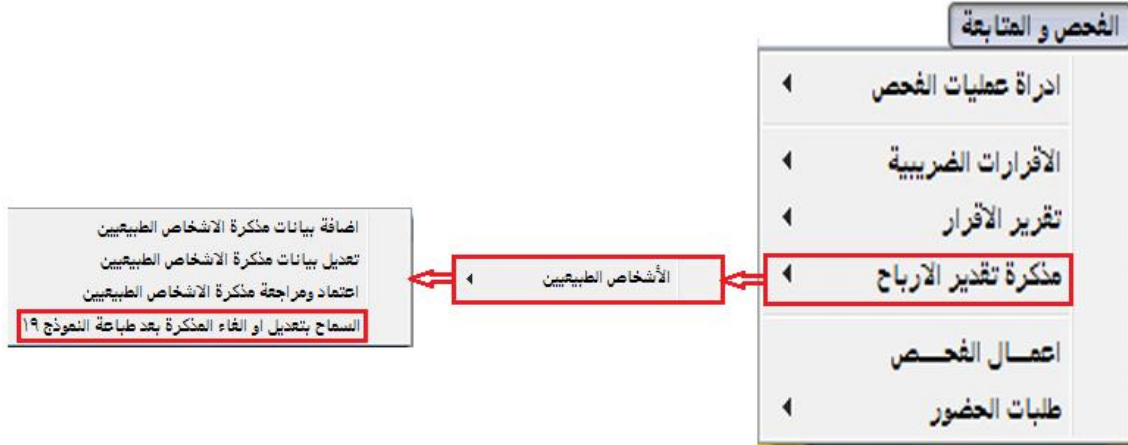 الفحص و المتابعة
ادراة عمليات الفحص
الاقرارات الضريبية
تقرير الاقرار
مذكرة تقدير الارباح
اعمــال الفحــص
طلبات الحضور
الأشخاص الطبيعيين
اضافة بيانات مذكرة الاشخاص الطبيعيين
تعديل بيانات مذكرة الاشخاص الطبيعيين
اعتماد ومراجعة مذكرة الاشخاص الطبيعيين
السماح بتعديل او الغاء المذكرة بعد طباعة النموذج ١٩